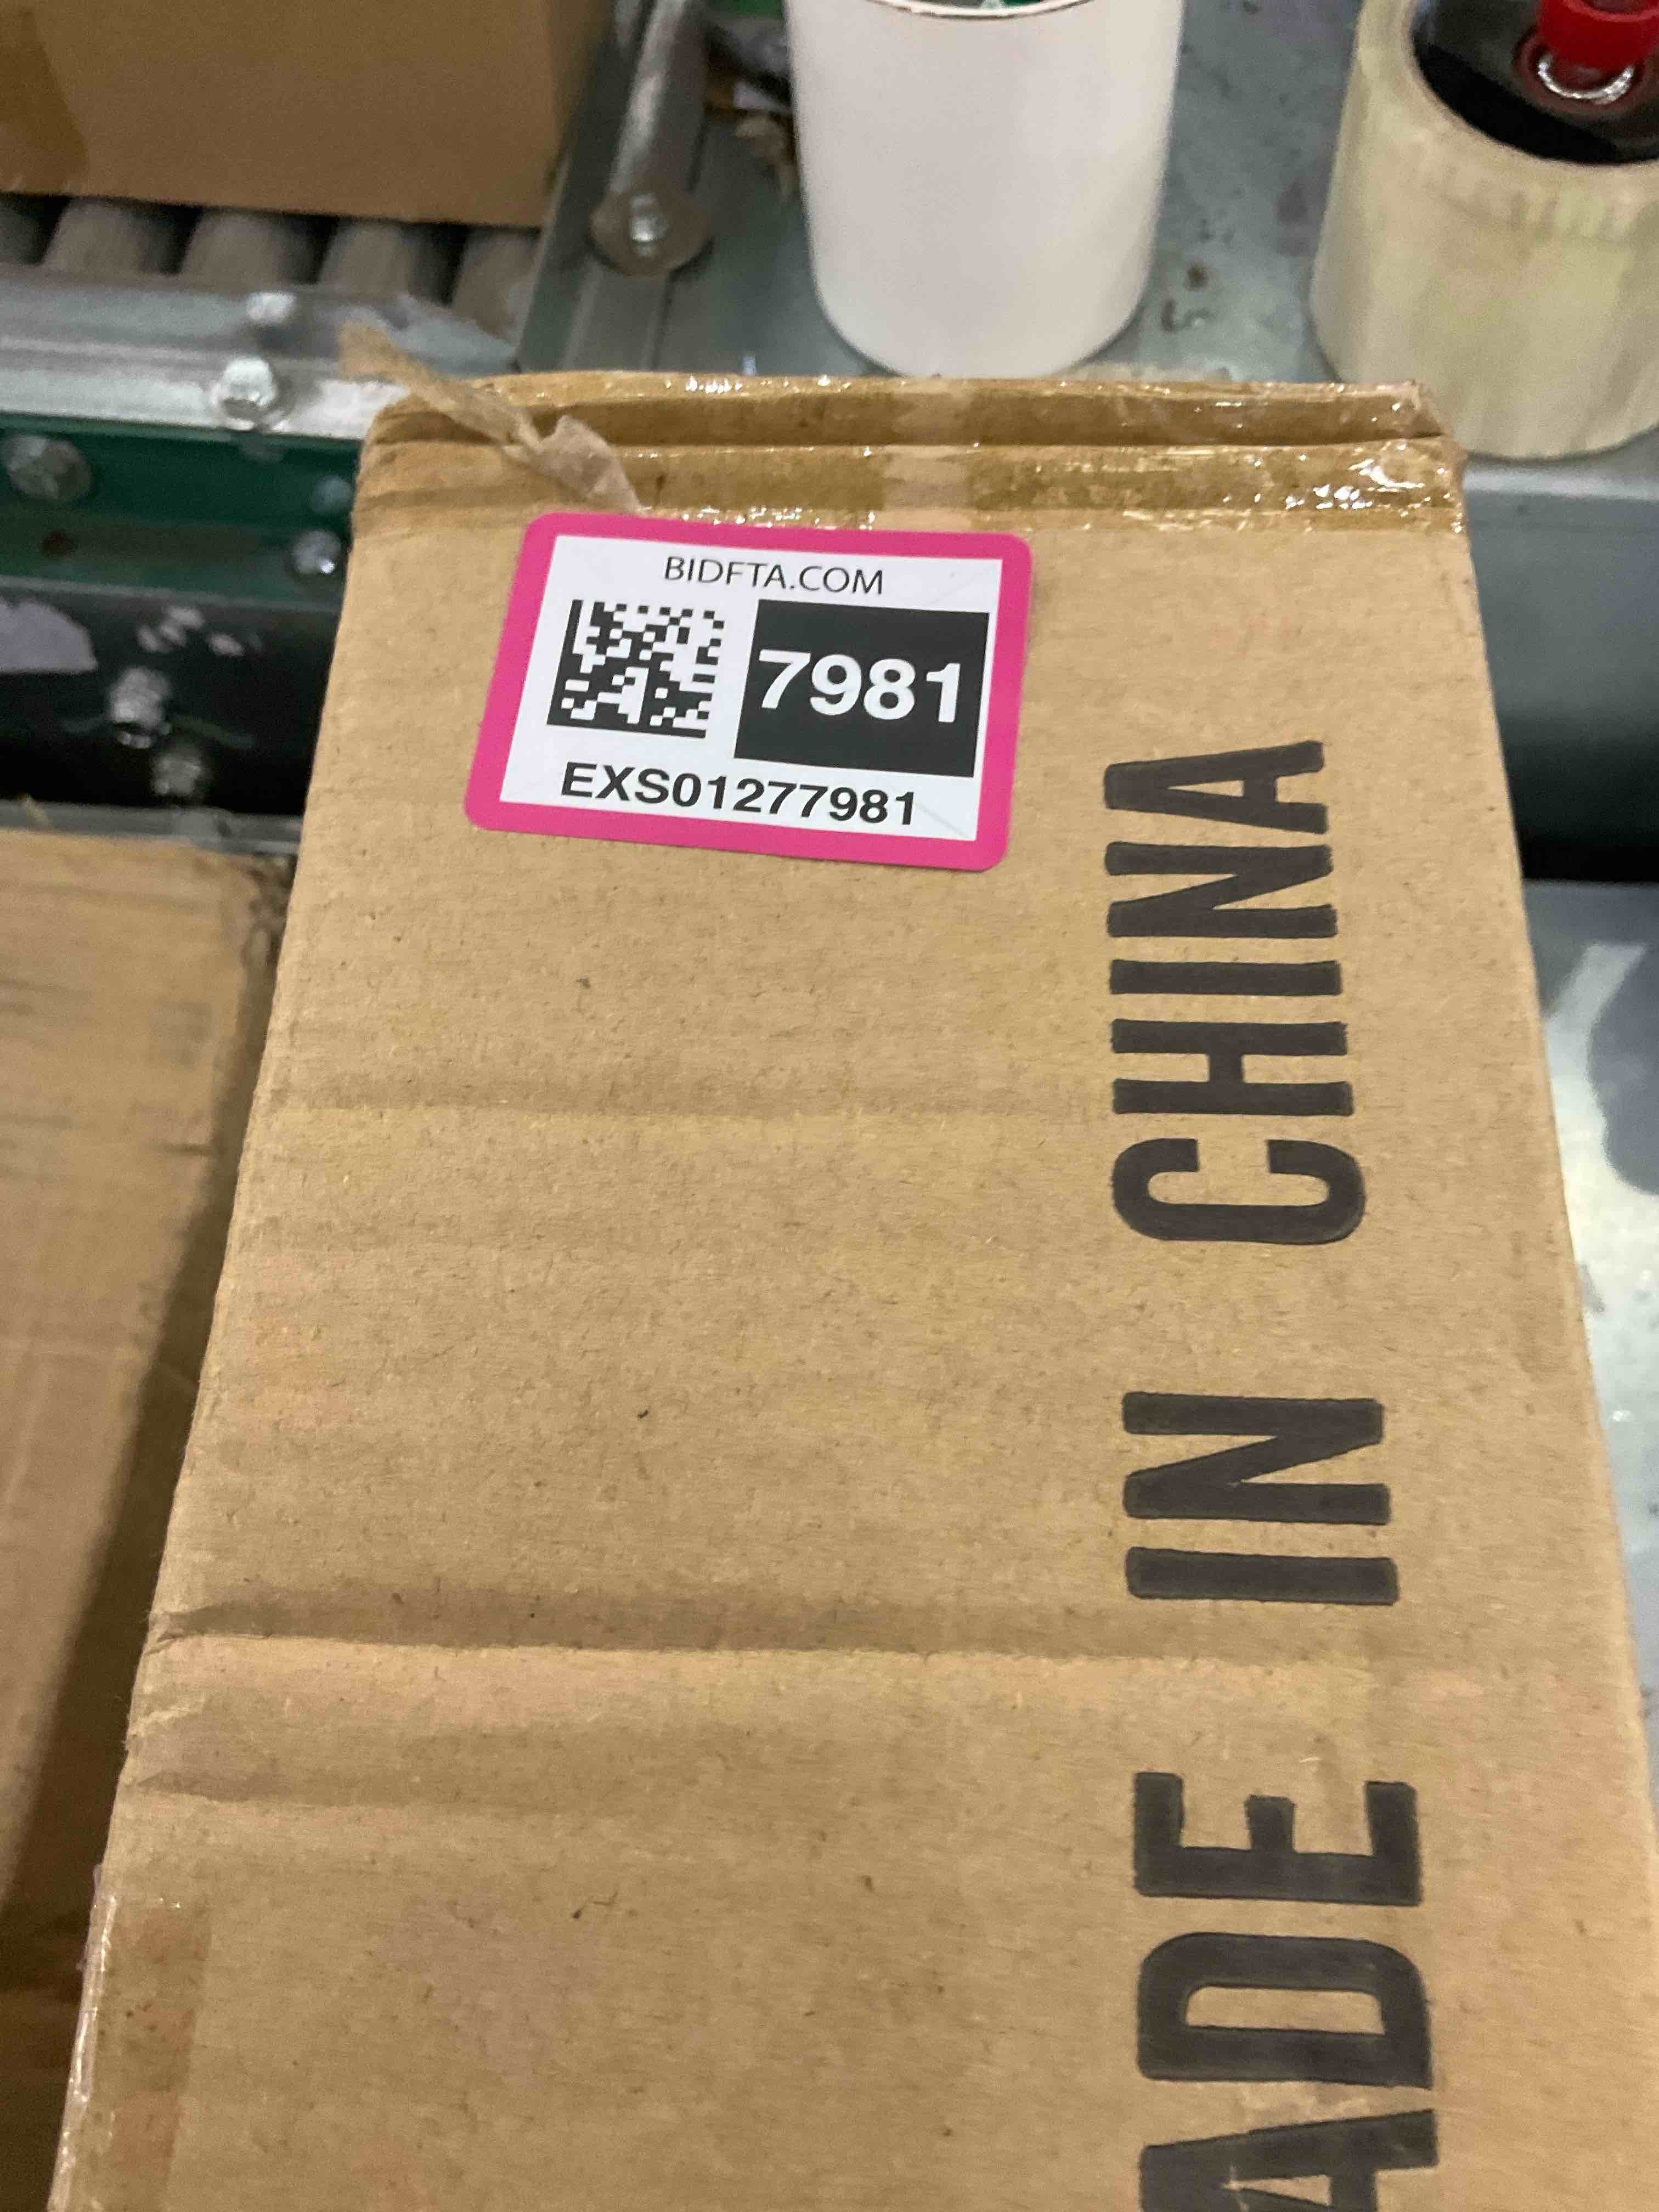 BIDFTA.COM
7981
EXS01277981
ADE IN CHINA